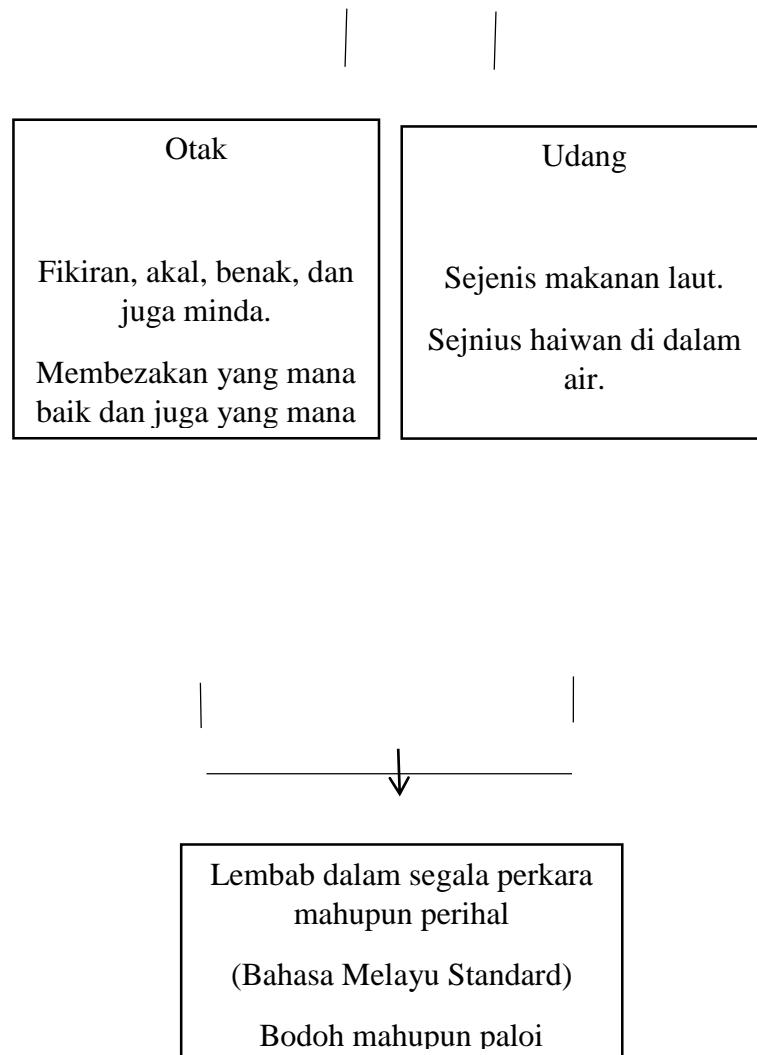 Otak
Fikiran, akal, benak, dan
juga minda.
Membezakan yang mana
baik dan juga yang mana
Udang
Sejenis makanan laut.
Sejnius haiwan di dalam
air.
Lembab dalam segala perkara
mahupun perihal
(Bahasa Melayu Standard)
Bodoh mahupun paloi